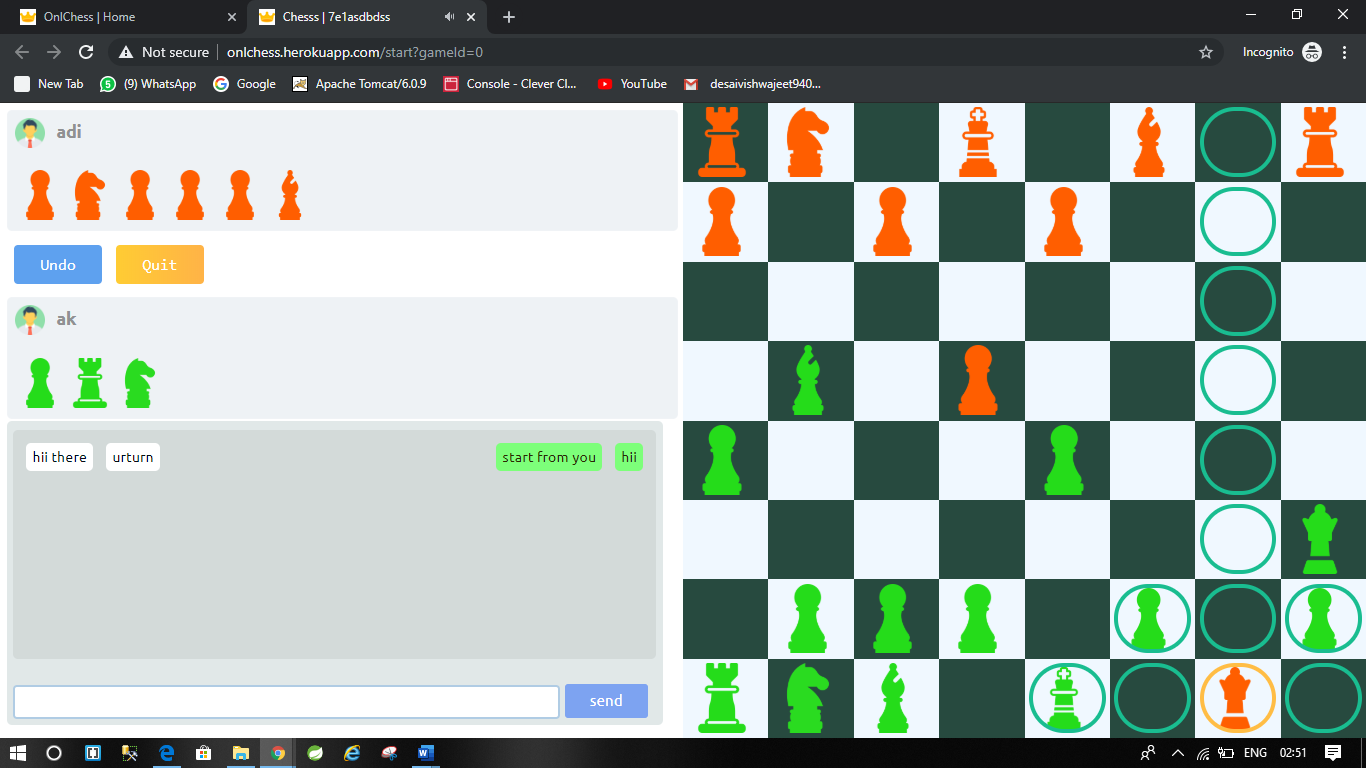 OnlChess | Home
Chesss | 7e1asdbdss
Not secure | onlchess.herokuapp.com/start?gameId=0
Incognito
New Tab
5
(9) WhatsApp
Google
Apache Tomcat/6.0.9
Console - Clever Cl...
YouTube
desaivishwajeet940...
adi
Undo
Quit
ak
hii there
urturn
start from you
hii
send
ENG
02:51